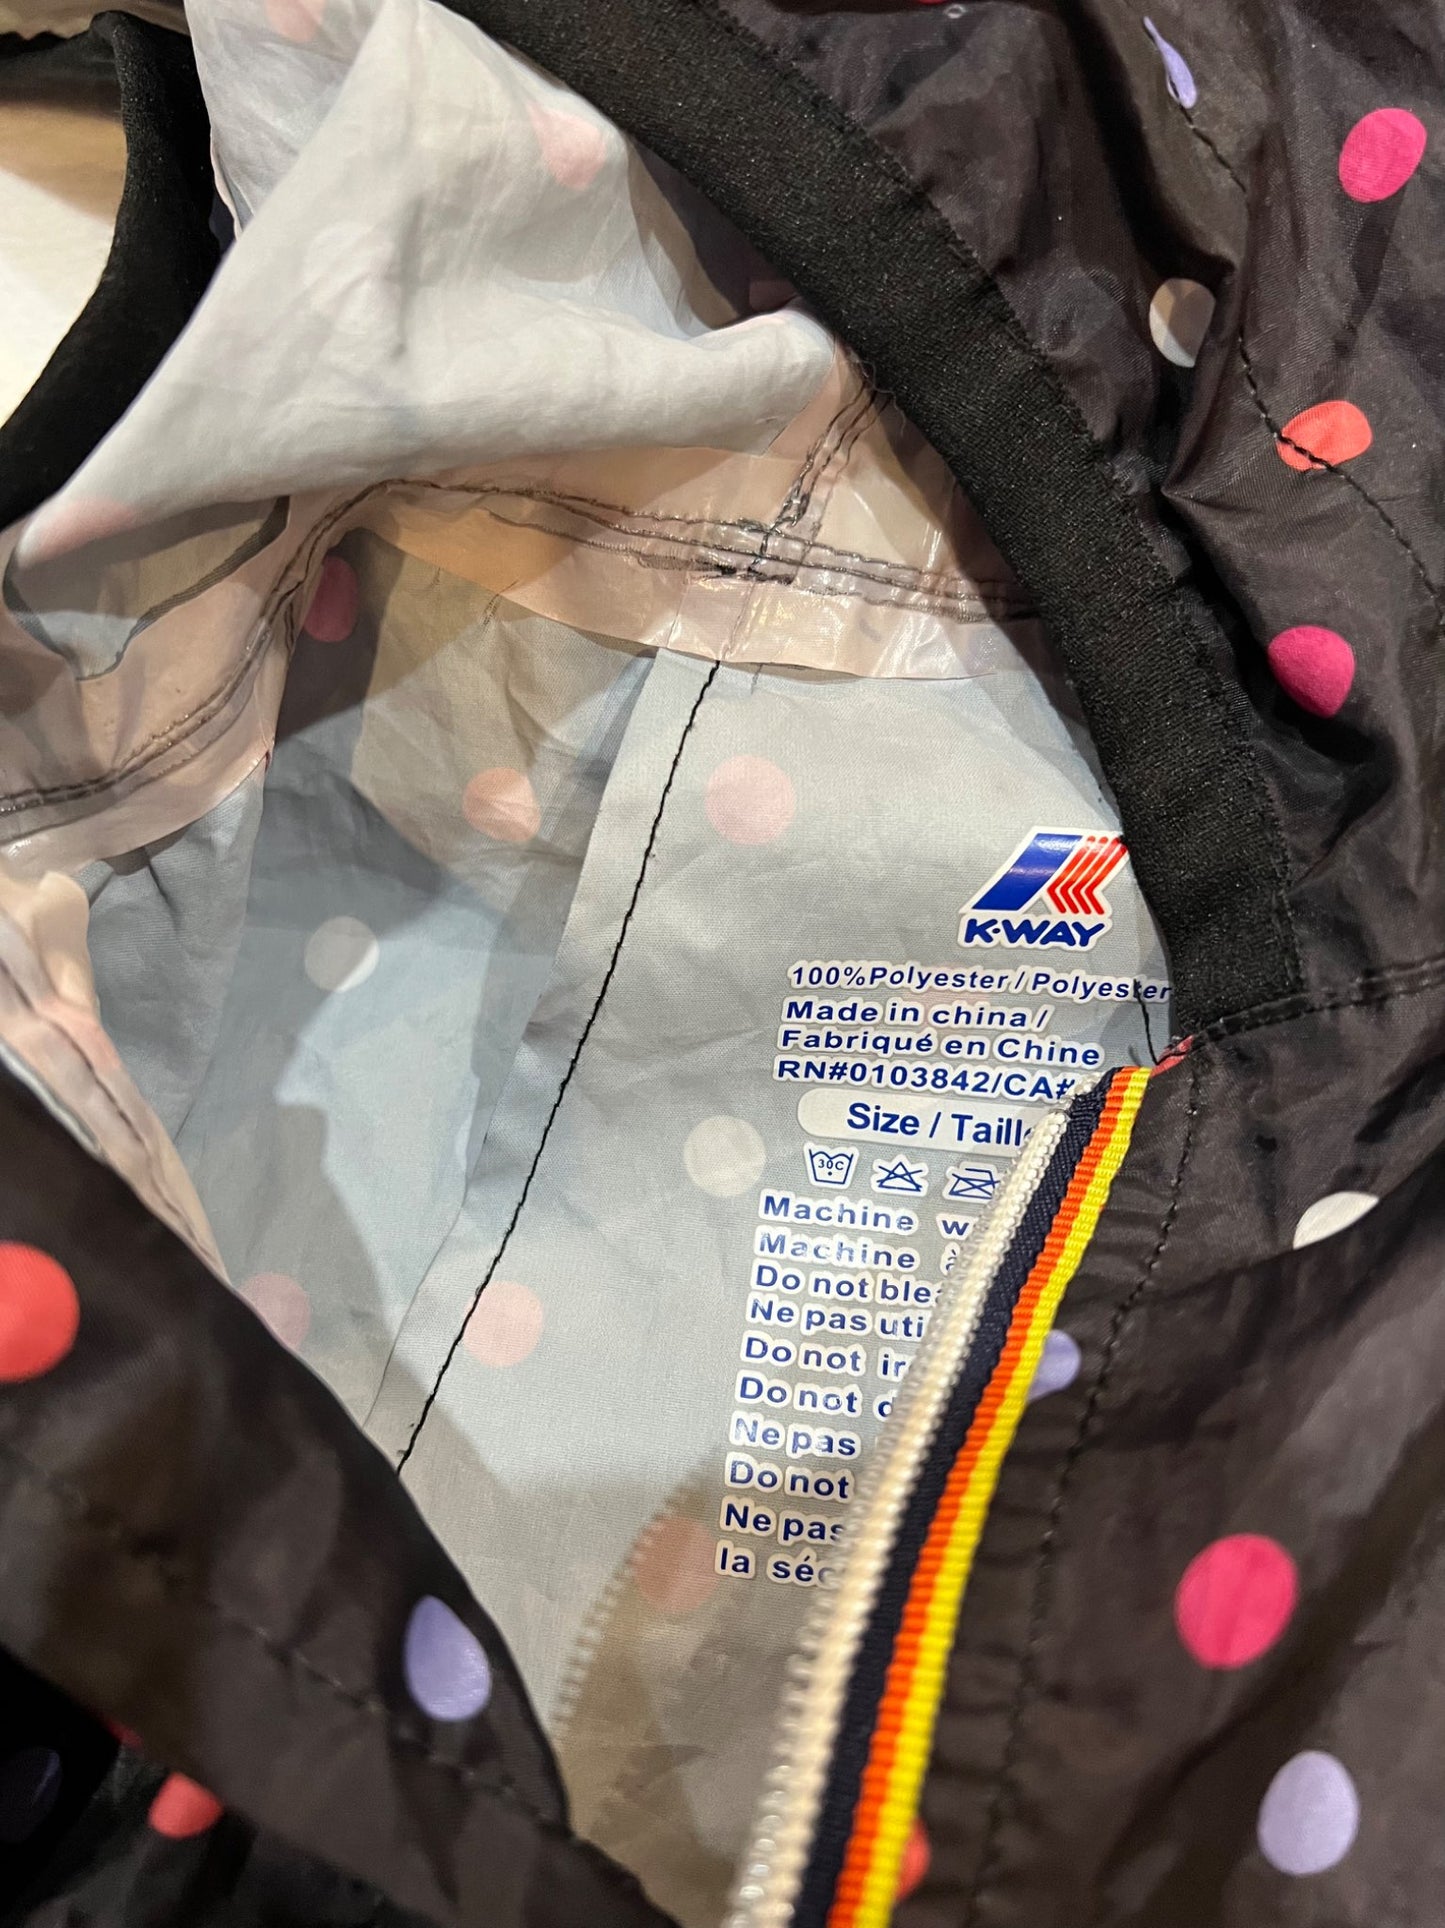 K·WAY
100%Polyester/Polyester
Made in china/
Fabriqué en Chine
RN#0103842/CA#
Size / Taille
30C
Machine
Machine à
Do not
Ne pas
Do not
Do not
Ne pas
Do not
Ne pas
la